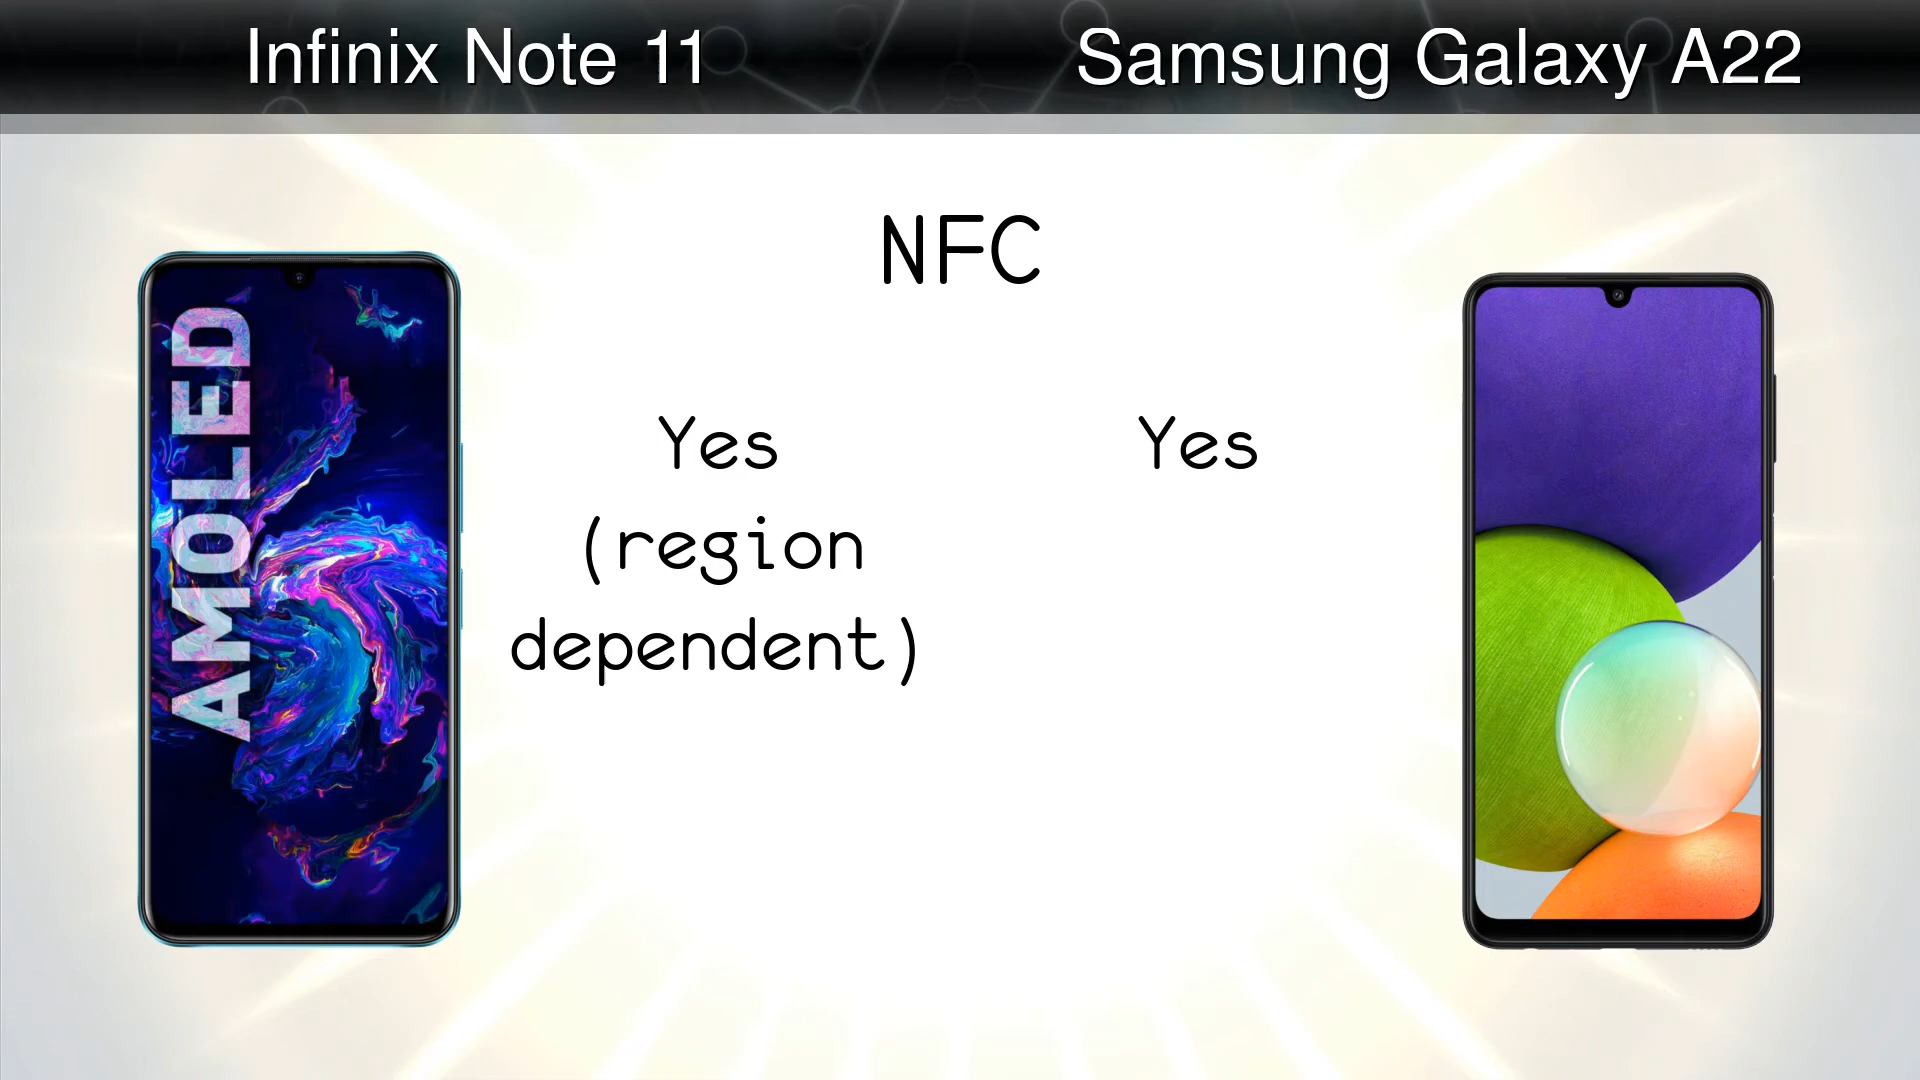 Infinix Note 11
Samsung Galaxy A22
NFC
AMOLED
Yes
(region
dependent)
Yes